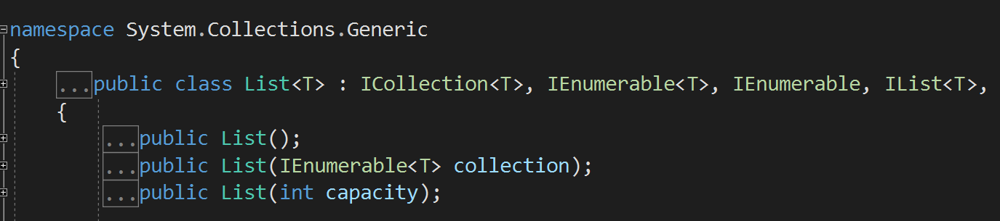 namespace System.Collections.Generic
{
...public class List<T> : ICollection<T>, IEnumerable<T>, IEnumerable, IList<T>,
{
...public List();
...public List(IEnumerable<T> collection);
...public List(int capacity);